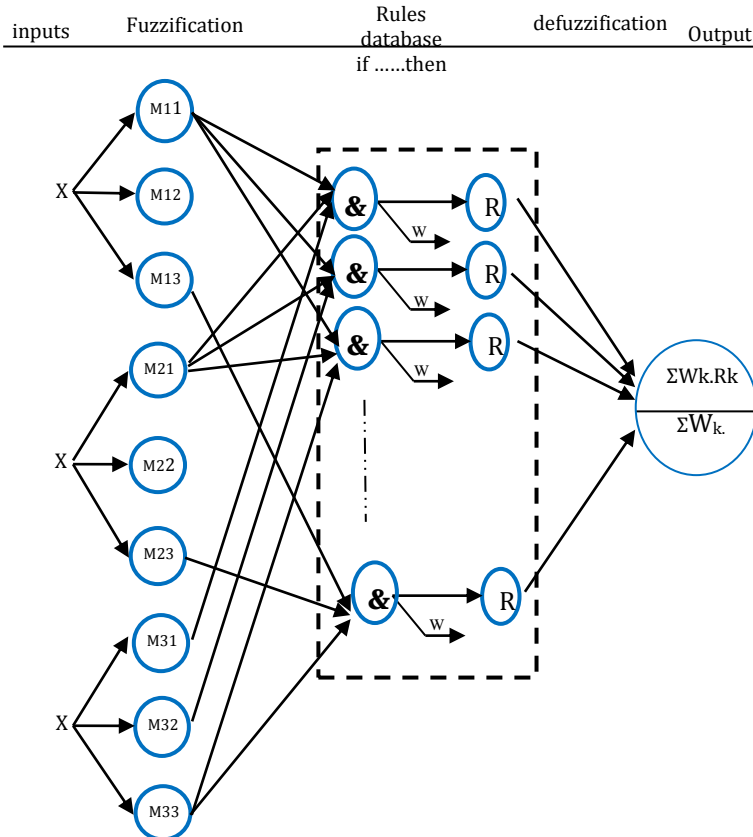 inputs
Fuzzification
Rules
database
if ......then
defuzzification
Output
M11
X
M12
M13
M21
X
M22
M23
M31
X
M32
M33
&
W
R
&
W
R
&
W
R
&
W
R
ΣWk.Rk
ΣWk.